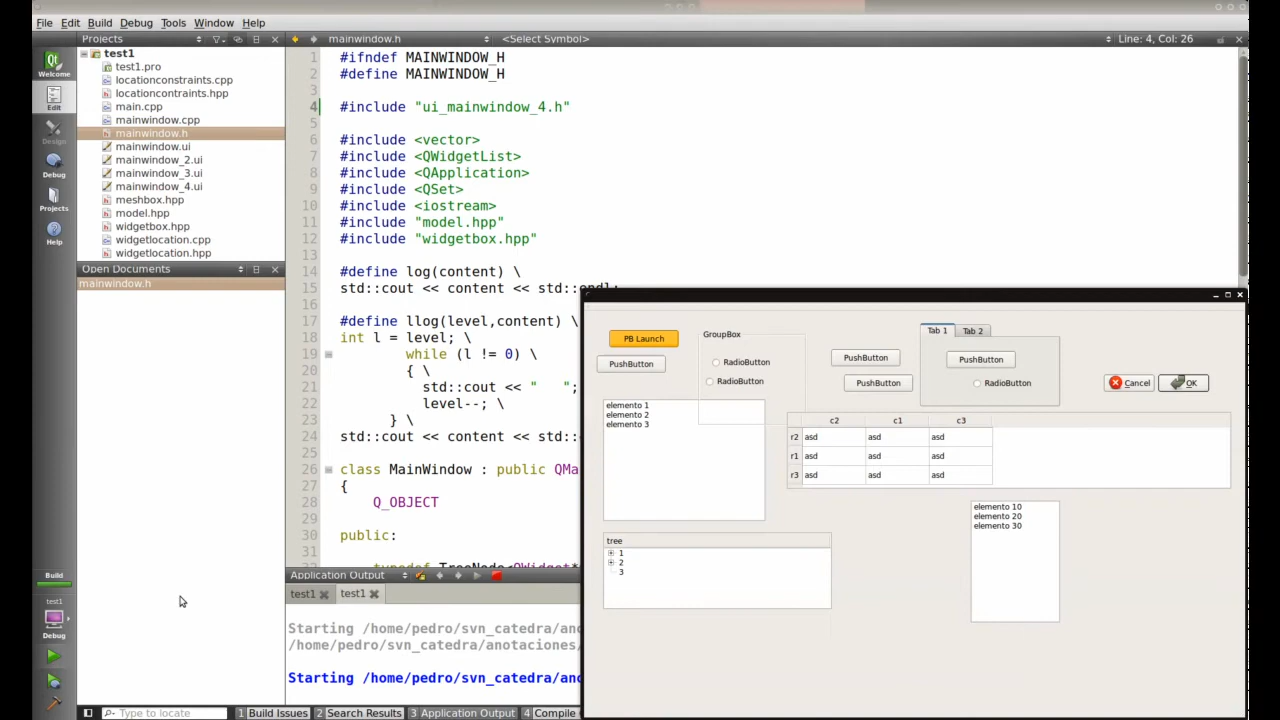 File Edit Build Debug Tools Window Help
Projects
mainwindow.h
<Select Symbol>
Line: 4, Col: 26
Qt
Welcome
Edit
Design
Debug
Projects
Help
test1
test1.pro
locationconstraints.cpp
locationcontraints.hpp
main.cpp
mainwindow.cpp
mainwindow.h
mainwindow.ui
mainwindow_2.ui
mainwindow_3.ui
mainwindow_4.ui
meshbox.hpp
model.hpp
widgetbox.hpp
widgetlocation.cpp
widgetlocation.hpp
Open Documents
mainwindow.h
1 #ifndef MAINWINDOW_H
2 #define MAINWINDOW_H
3
4 #include "ui_mainwindow_4.h"
5
6 #include <vector>
7 #include <QWidgetList>
8 #include <QApplication>
9 #include <QSet>
10 #include <iostream>
11 #include "model.hpp"
12 #include "widgetbox.hpp"
13
14 #define log(content) \
15 std::cout << content << std::endl;
16
17 #define llog(level,content) \
18 int l = level; \
19 while (l != 0) \
20 { \
21 std::cout << " ";
22 level--; \
23 } \
24 std::cout << content << std:
25
26 class MainWindow : public QMa
27 {
28 Q_OBJECT
29
30 public:
31
typedef TreeNode<QWidget*
PB Launch
PushButton
GroupBox
RadioButton
RadioButton
PushButton
PushButton
Tab 1 Tab 2
PushButton
RadioButton
Cancel OK
elemento 1
elemento 2
elemento 3
c2 c1 c3
r2 asd asd asd
r1 asd asd asd
r3 asd asd asd
elemento 10
elemento 20
elemento 30
tree
1
2
3
Application Output
test1 test1
Starting /home/pedro/svn_catedra/ano
/home/pedro/svn_catedra/anotaciones/
Starting /home/pedro/svn_catedra/ano
Build
test1
Debug
Type to locate
1 Build Issues 2 Search Results 3 Application Output 4 Compile